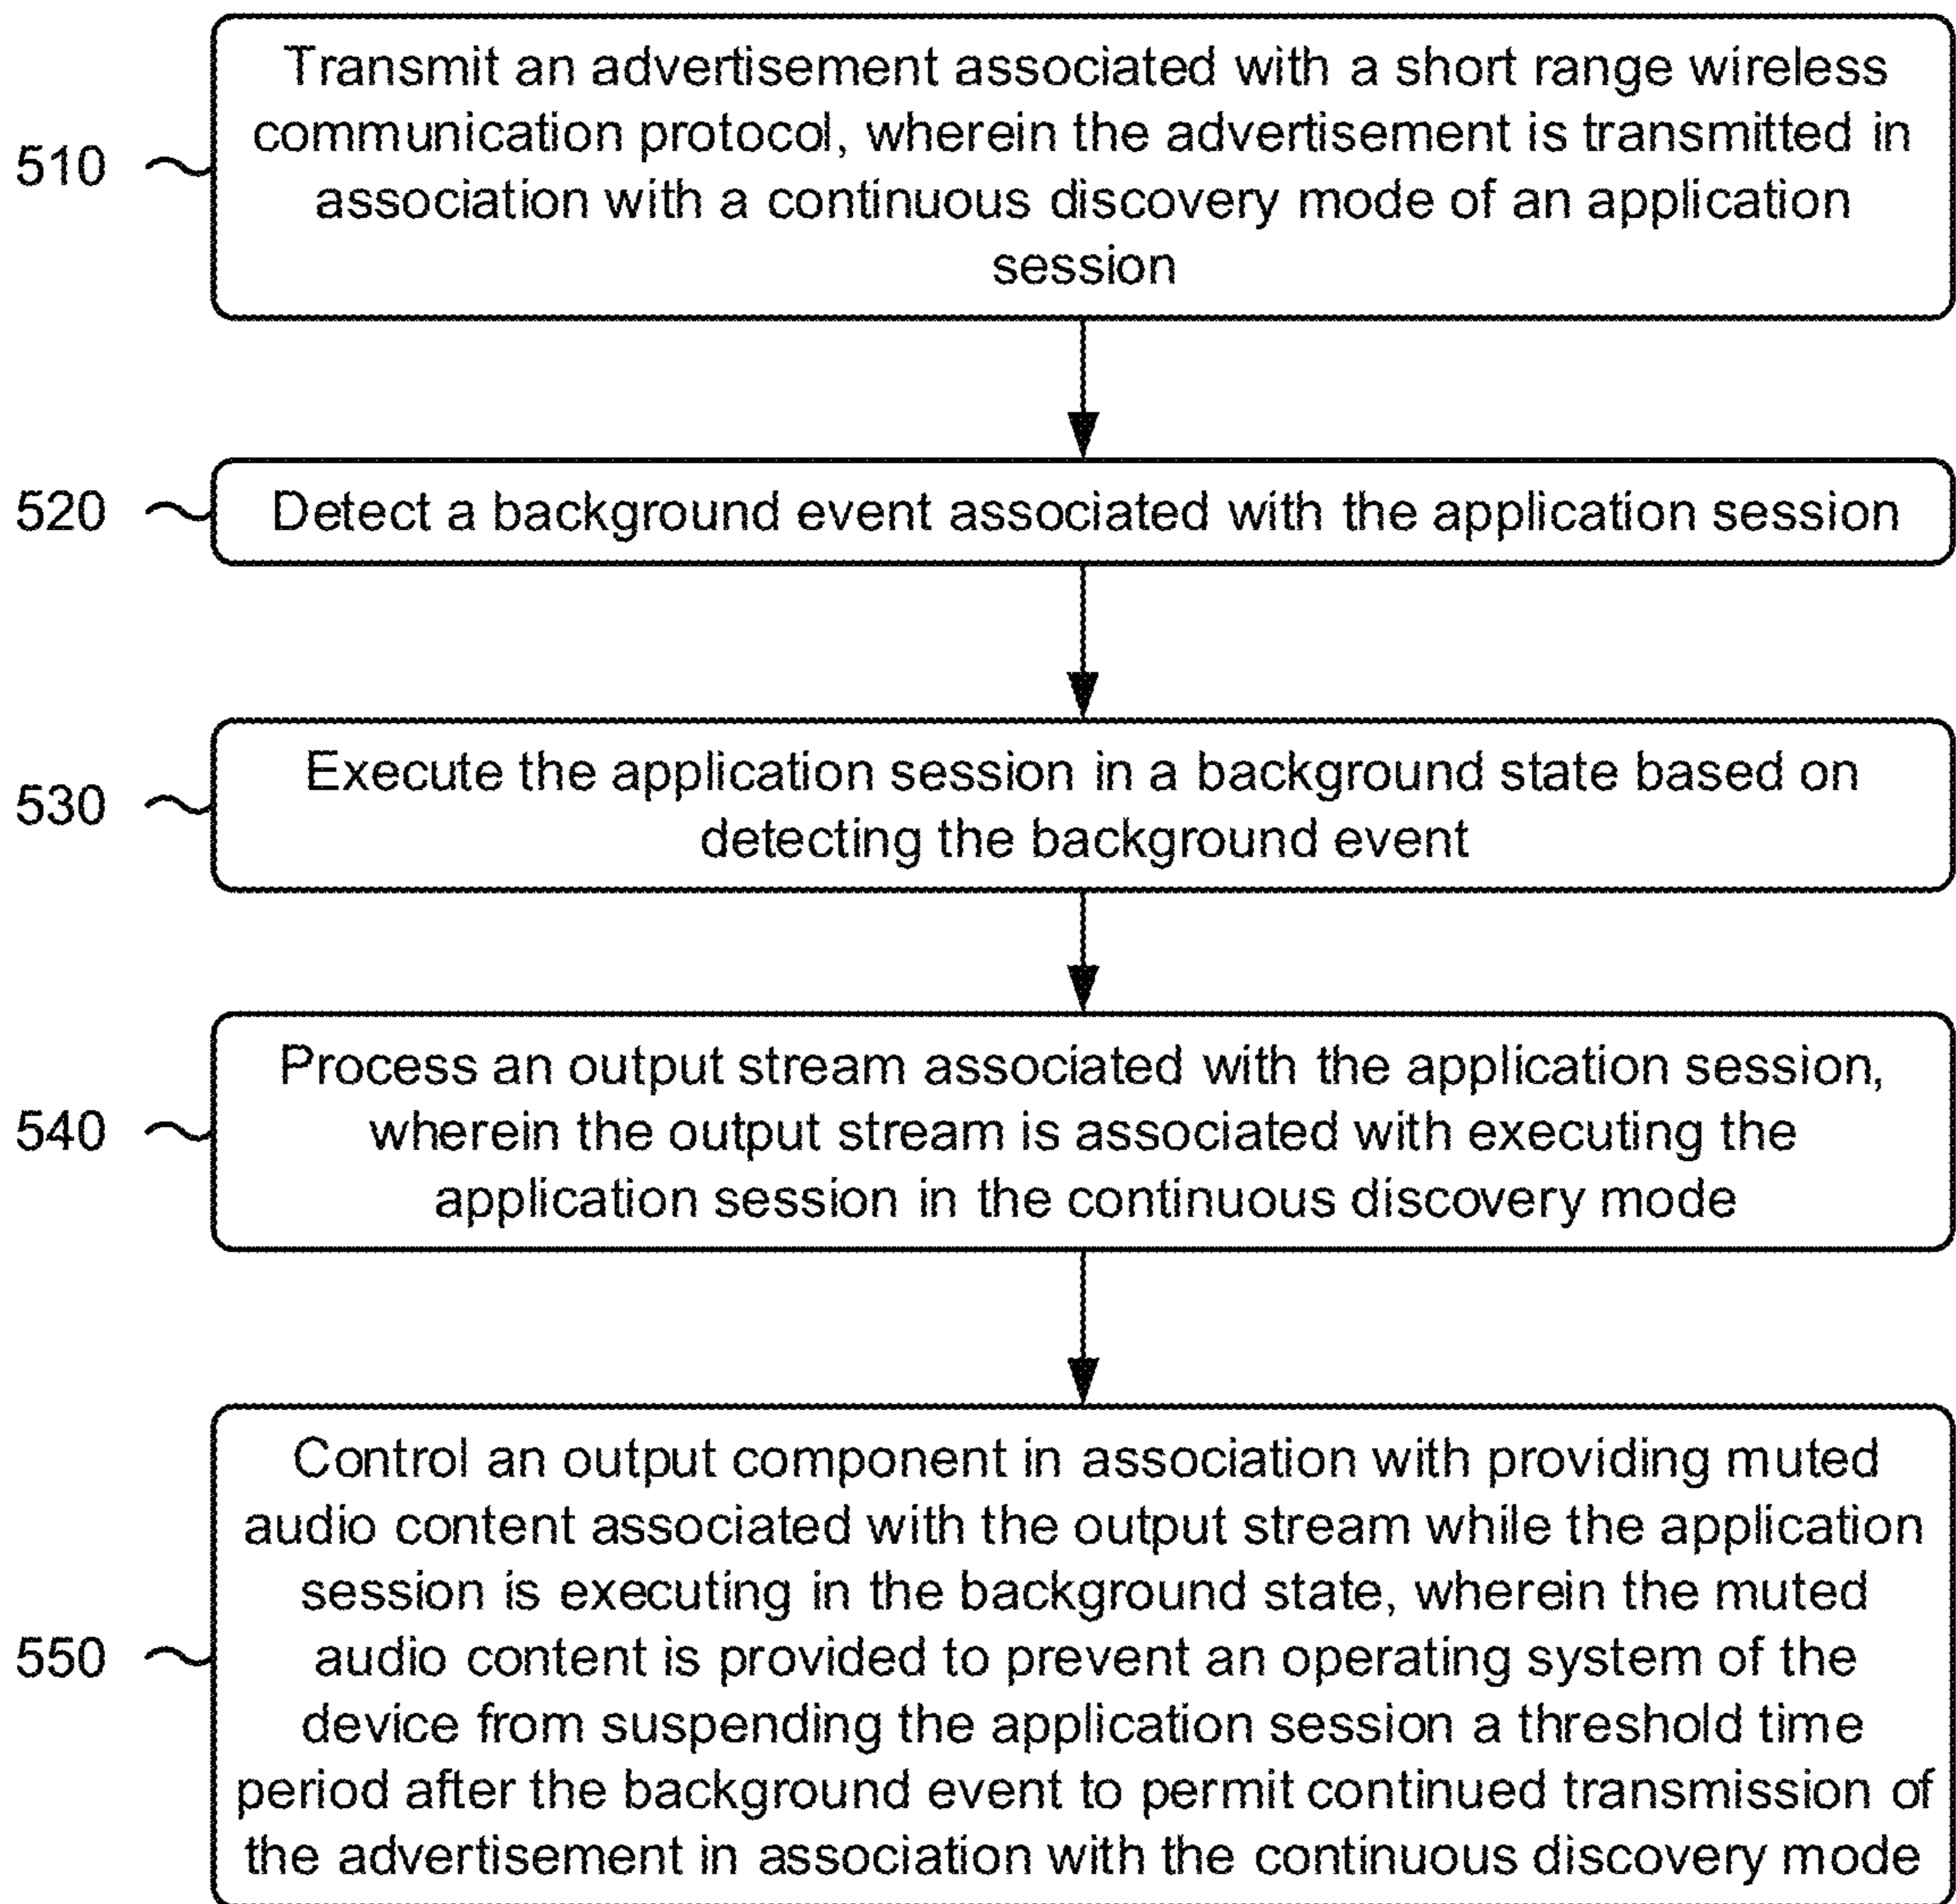 Transmit an advertisement associated with a short range wireless
communication protocol, wherein the advertisement is transmitted in
510
association with a continuous discovery mode of an application
session
520
Detect a background event associated with the application session
530
Execute the application session in a background state based on
detecting the background event
540
Process an output stream associated with the application session,
wherein the output stream is associated with executing the
application session in the continuous discovery mode
550
Control an output component in association with providing muted
audio content associated with the output stream while the application
session is executing in the background state, wherein the muted
audio content is provided to prevent an operating system of the
device from suspending the application session a threshold time
period after the background event to permit continued transmission of
the advertisement in association with the continuous discovery mode